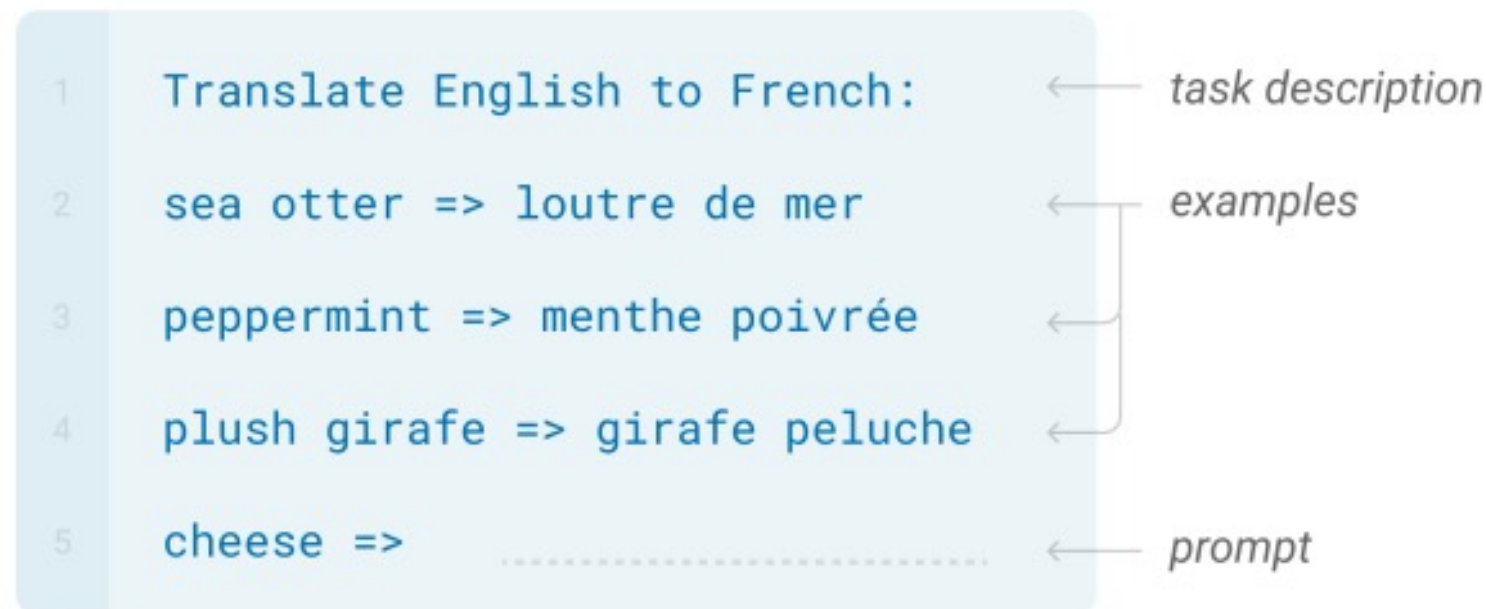 1 Translate English to French: task description
2 sea otter => loutre de mer examples
3 peppermint => menthe poivrée
4 plush girafe => girafe peluche
5 cheese => prompt